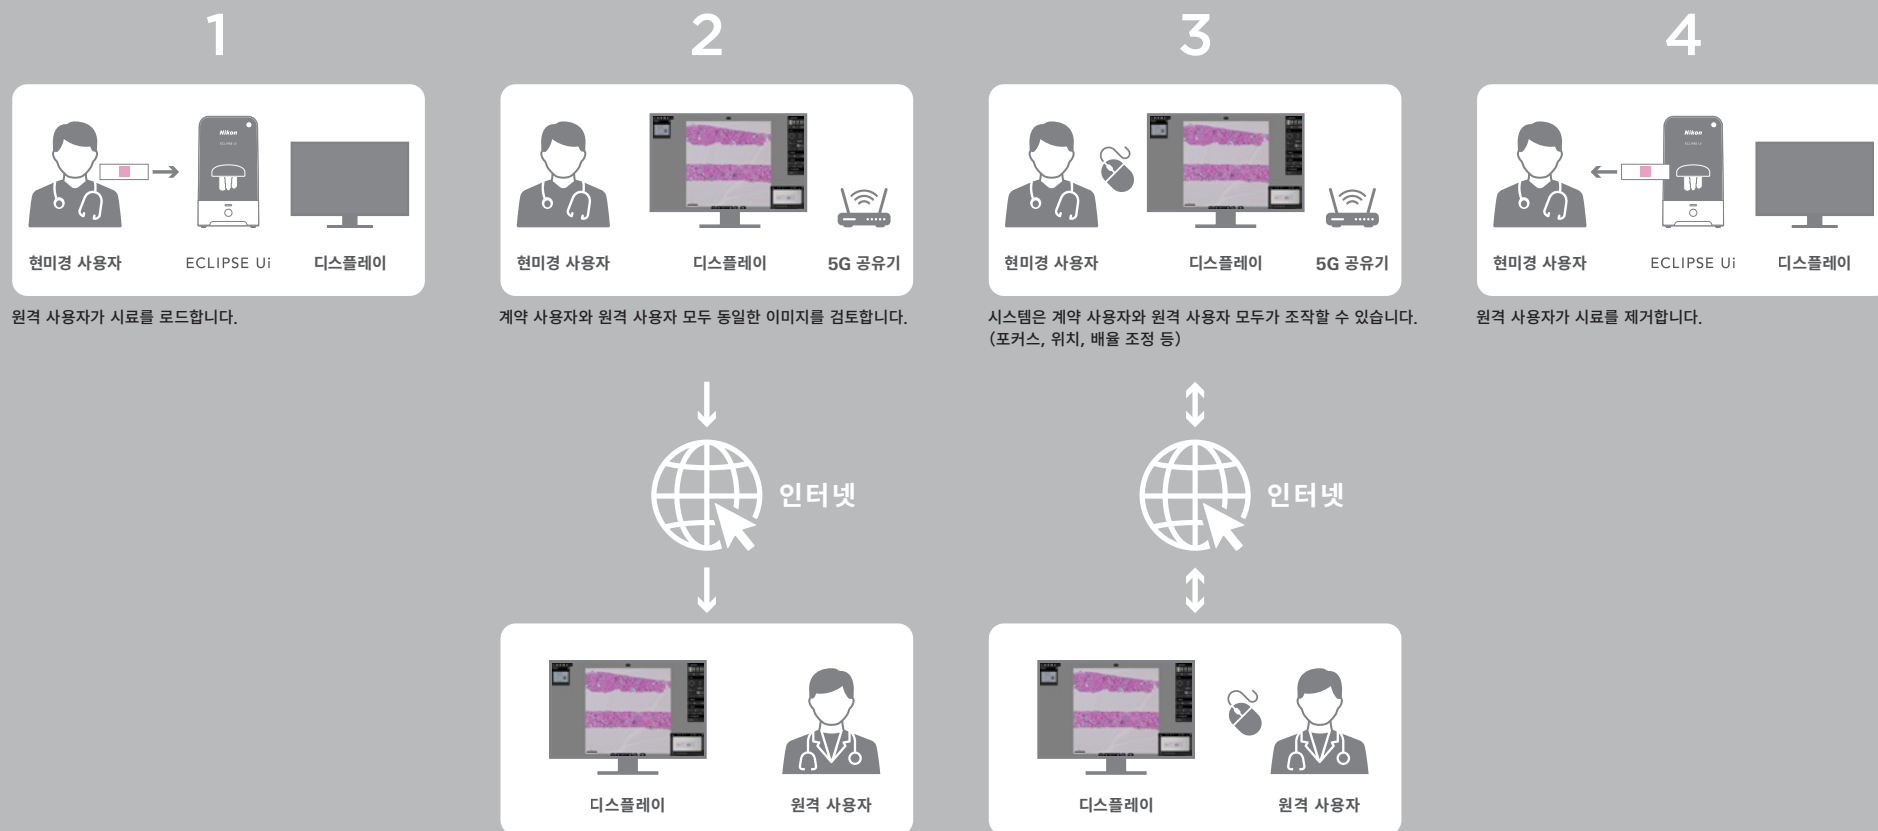 1
2
3
4
Nikon
ECLIPSE Ui
현미경 사용자
ECLIPSE Ui
디스플레이
원격 사용자가 시료를 로드합니다.
현미경 사용자
디스플레이
5G 공유기
계약 사용자와 원격 사용자 모두 동일한 이미지를 검토합니다.
현미경 사용자
디스플레이
5G 공유기
시스템은 계약 사용자와 원격 사용자 모두가 조작할 수 있습니다.
(포커스, 위치, 배율 조정 등)
Nikon
ECLIPSE Ui
현미경 사용자
ECLIPSE Ui
디스플레이
원격 사용자가 시료를 제거합니다.
인터넷
인터넷
디스플레이
원격 사용자
디스플레이
원격 사용자